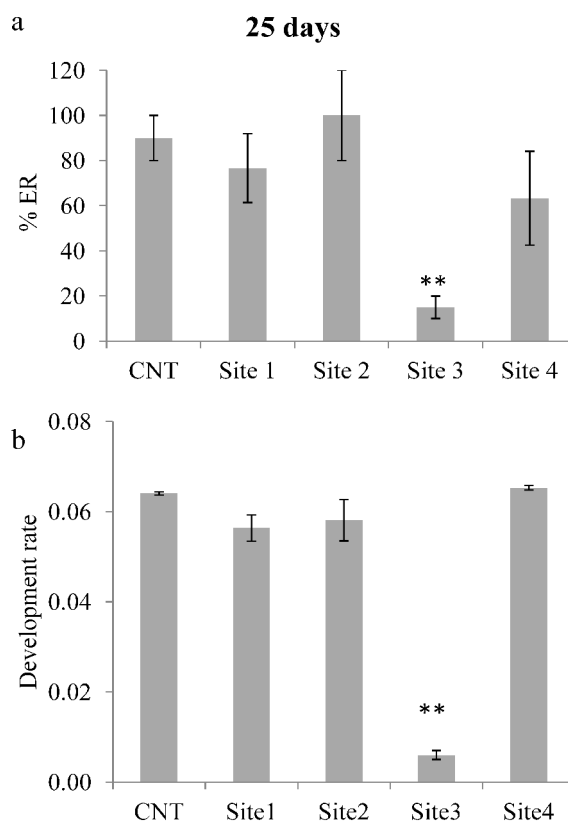 a
25 days
120
100
80
60
40
20
0
% ER
**
CNT Site 1 Site 2 Site 3 Site 4
b
0.08
0.06
0.04
0.02
0.00
Development rate
**
CNT Site1 Site2 Site3 Site4